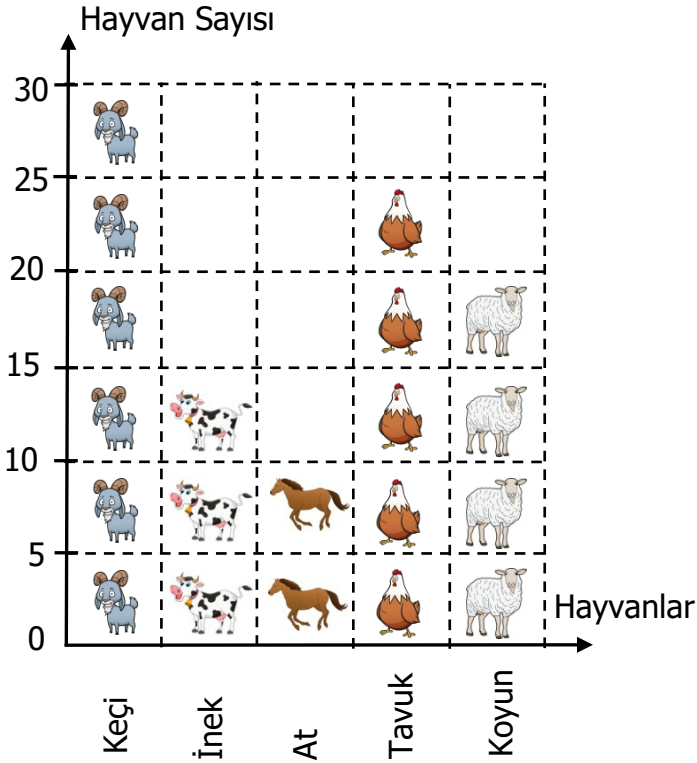 Hayvan Sayısı
30
25
20
15
10
5
0
Hayvanlar
Keçi
İnek
At
Tavuk
Koyun